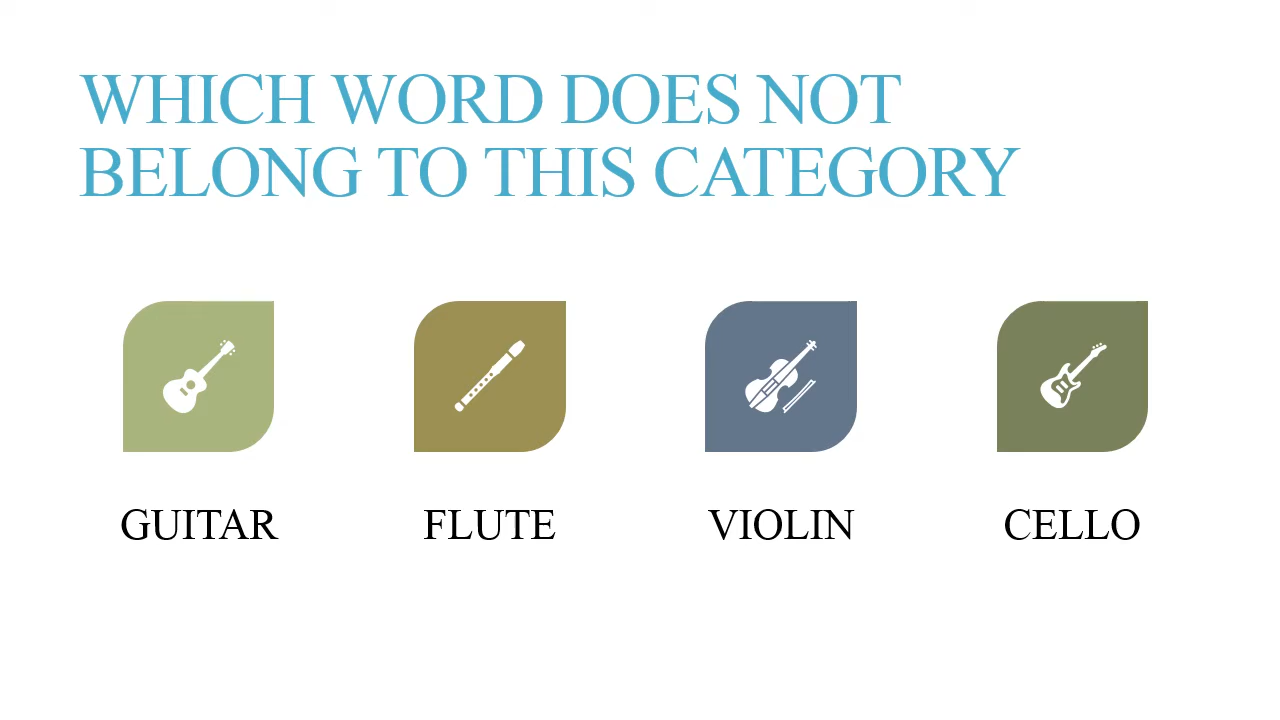 WHICH WORD DOES NOT
BELONG TO THIS CATEGORY
GUITAR
FLUTE
VIOLIN
CELLO